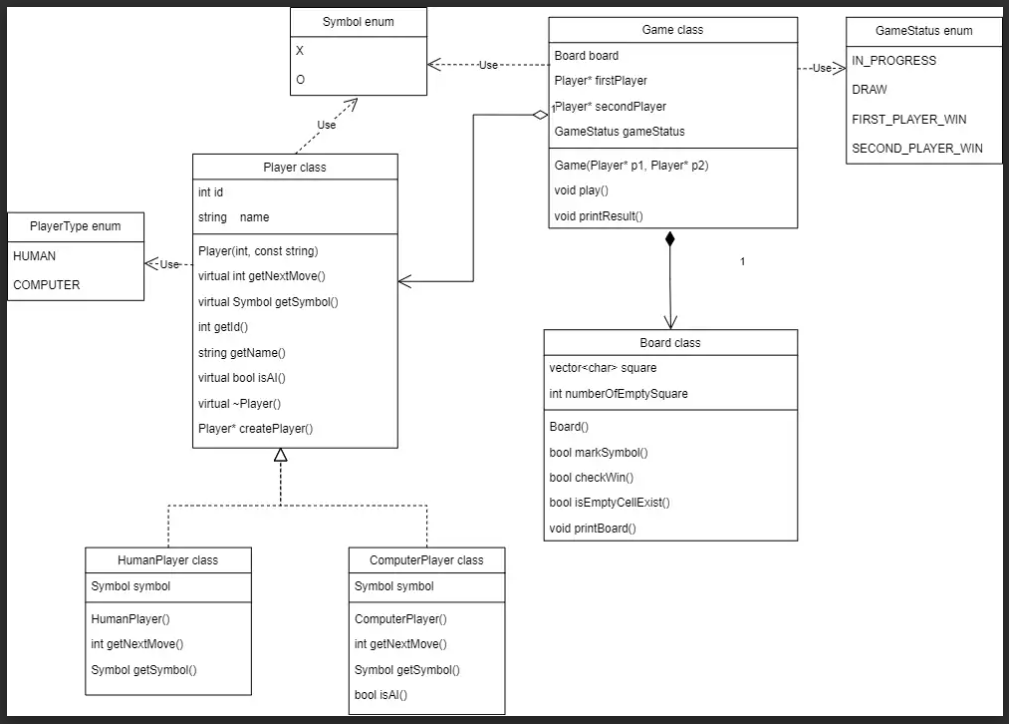 Symbol enum
X
O
Use
Game class
Board board
Player* firstPlayer
Player* secondPlayer
GameStatus gameStatus
Game(Player* p1, Player* p2)
void play()
void printResult()
1
Use
GameStatus enum
IN_PROGRESS
DRAW
FIRST_PLAYER_WIN
SECOND_PLAYER_WIN
Use
Player class
int id
string name
Player(int, const string)
virtual int getNextMove()
virtual Symbol getSymbol()
int getId()
string getName()
virtual bool isAI()
virtual ~Player()
Player* createPlayer()
PlayerType enum
HUMAN
COMPUTER
Use
1
Board class
vector<char> square
int numberOfEmptySquare
Board()
bool markSymbol()
bool checkWin()
bool isEmptyCellExist()
void printBoard()
HumanPlayer class
Symbol symbol
HumanPlayer()
int getNextMove()
Symbol getSymbol()
ComputerPlayer class
Symbol symbol
ComputerPlayer()
int getNextMove()
Symbol getSymbol()
bool isAI()